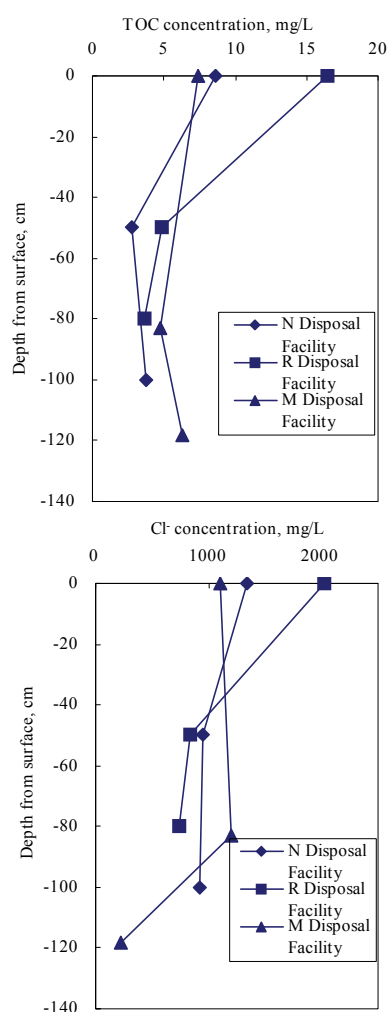 TOC concentration, mg/L
0 5 10 15 20
0
-20
-40
-60
-80
-100
-120
-140
Depth from surface, cm
N Disposal
Facility
R Disposal
Facility
M Disposal
Facility
Cl- concentration, mg/L
0 1000 2000
0
-20
-40
-60
-80
-100
-120
-140
Depth from surface, cm
N Disposal
Facility
R Disposal
Facility
M Disposal
Facility